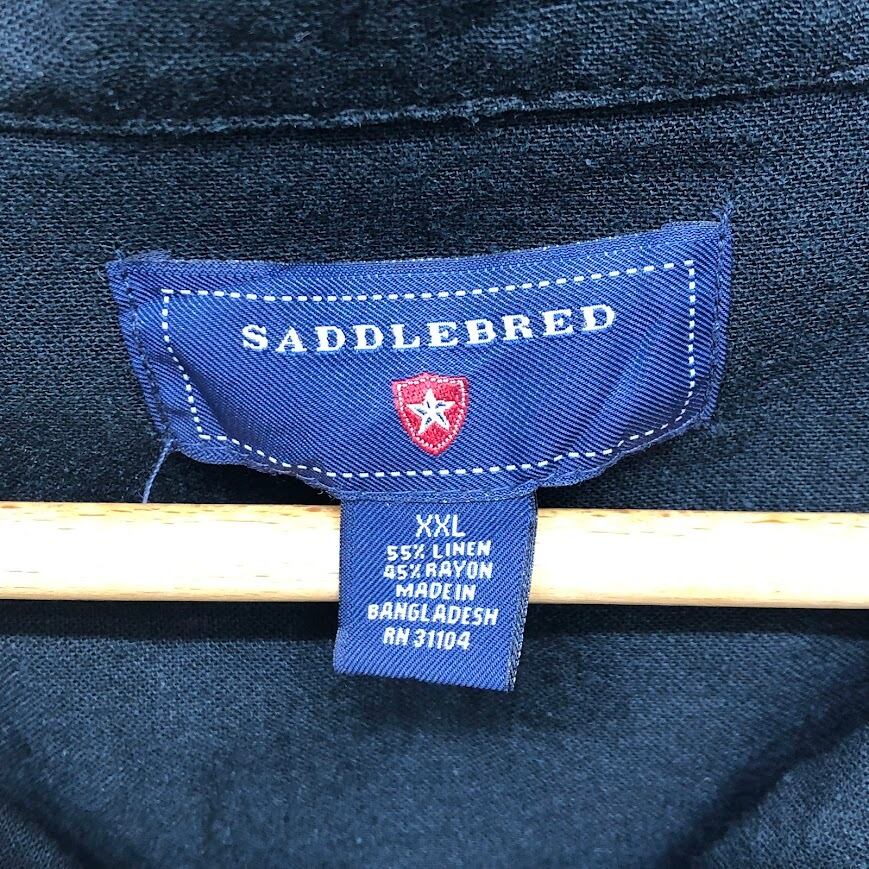 SADDLEBRED
XXL
55% LINEN
45% RAYON
MADE IN
BANGLADESH
RN 31104